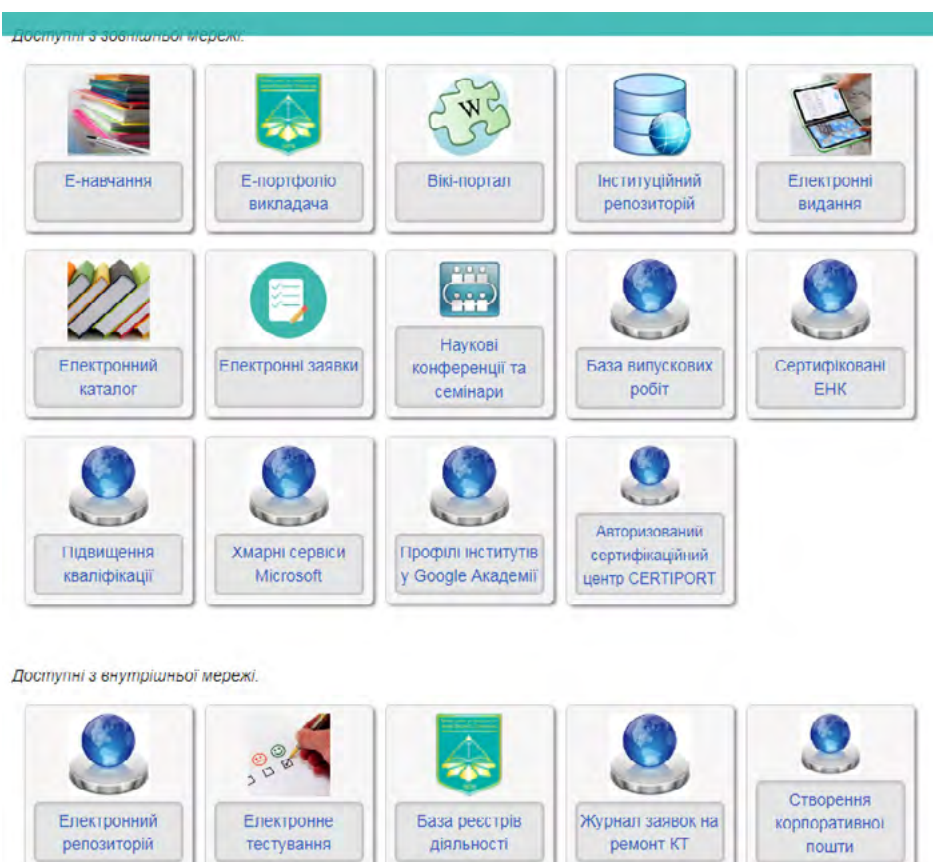 Доступні з зовнішньої мережі:
Е-навчання
Е-портфоліо
викладача
W
Вікі-портал
Інституційний
репозиторій
Електронні
видання
Електронний
каталог
Електронні заявки
Наукові
конференції та
семінари
База випускових
робіт
Сертифіковані
ЕНК
Підвищення
кваліфікації
Хмарні сервіси
Microsoft
Профілі інститутів
у Google Академії
Авторизований
сертифікаційний
центр CERTIPORT
Доступні з внутрішньої мережі:
Електронний
репозиторій
Електронне
тестування
База реєстрів
діяльності
Журнал заявок на
ремонт КТ
Створення
корпоративної
пошти